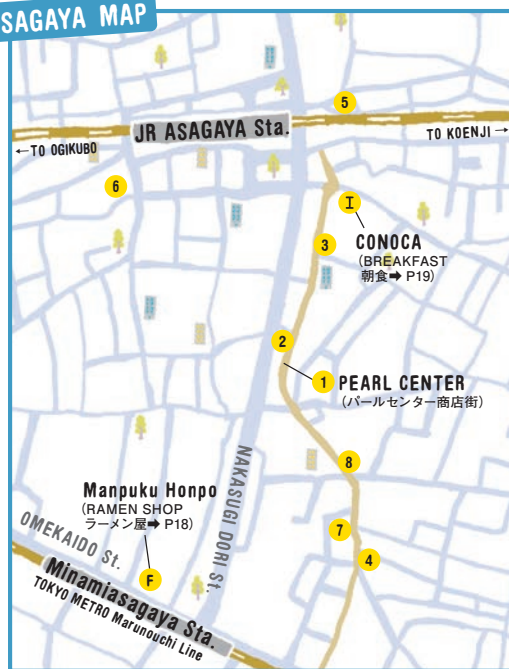 SAGAYA MAP
5
JR ASAGAYA Sta.
←TO OGIKUBO
TO KOENJI→
6
I
CONOCA
(BREAKFAST
朝食➡ P19)
3
2
1
PEARL CENTER
(パールセンター商店街)
8
Manpuku Honpo
(RAMEN SHOP
ラーメン屋➡ P18)
NAKASUGI DORI St.
7
4
OMEKAIDO St.
F
Minamiasagaya Sta.
TOKYO METRO Marunouchi Line